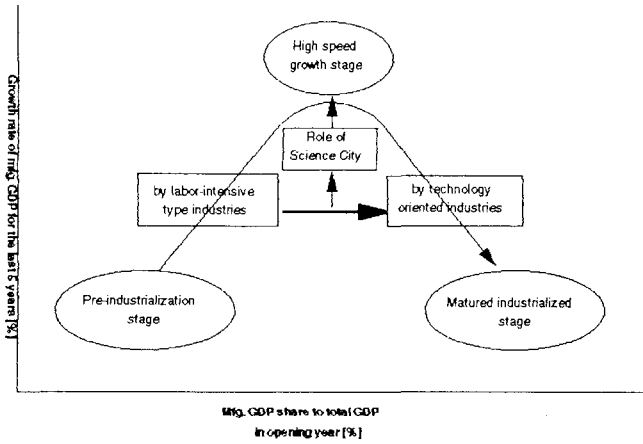 High speed
growth stage
Role of
Science City
by labor-intensive
type industries
by technology
oriented industries
Pre-industrialization
stage
Matured industrialized
stage
Growth rate of mfg. GDP for the last 5 years [%]
Mfg. GDP share to total GDP
in opening year [%]